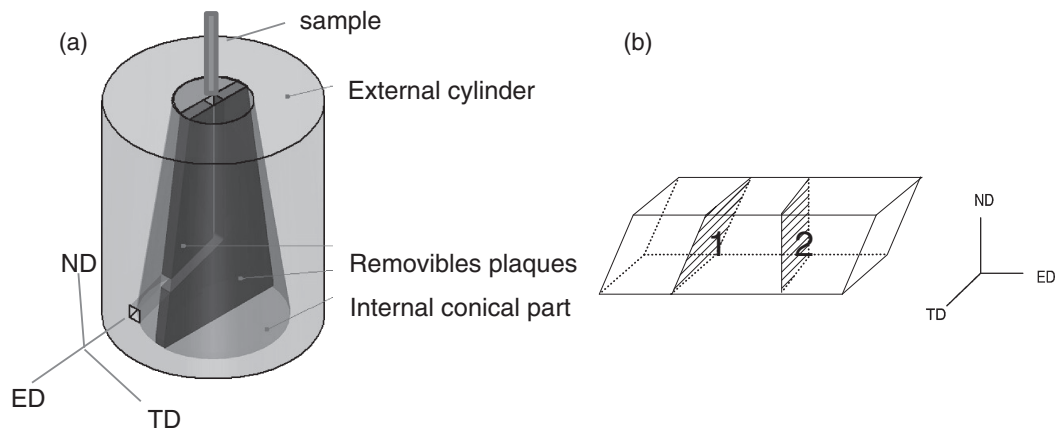 (a)
sample
External cylinder
Removibles plaques
Internal conical part
ND
ED
TD
(b)
1
2
ND
ED
TD